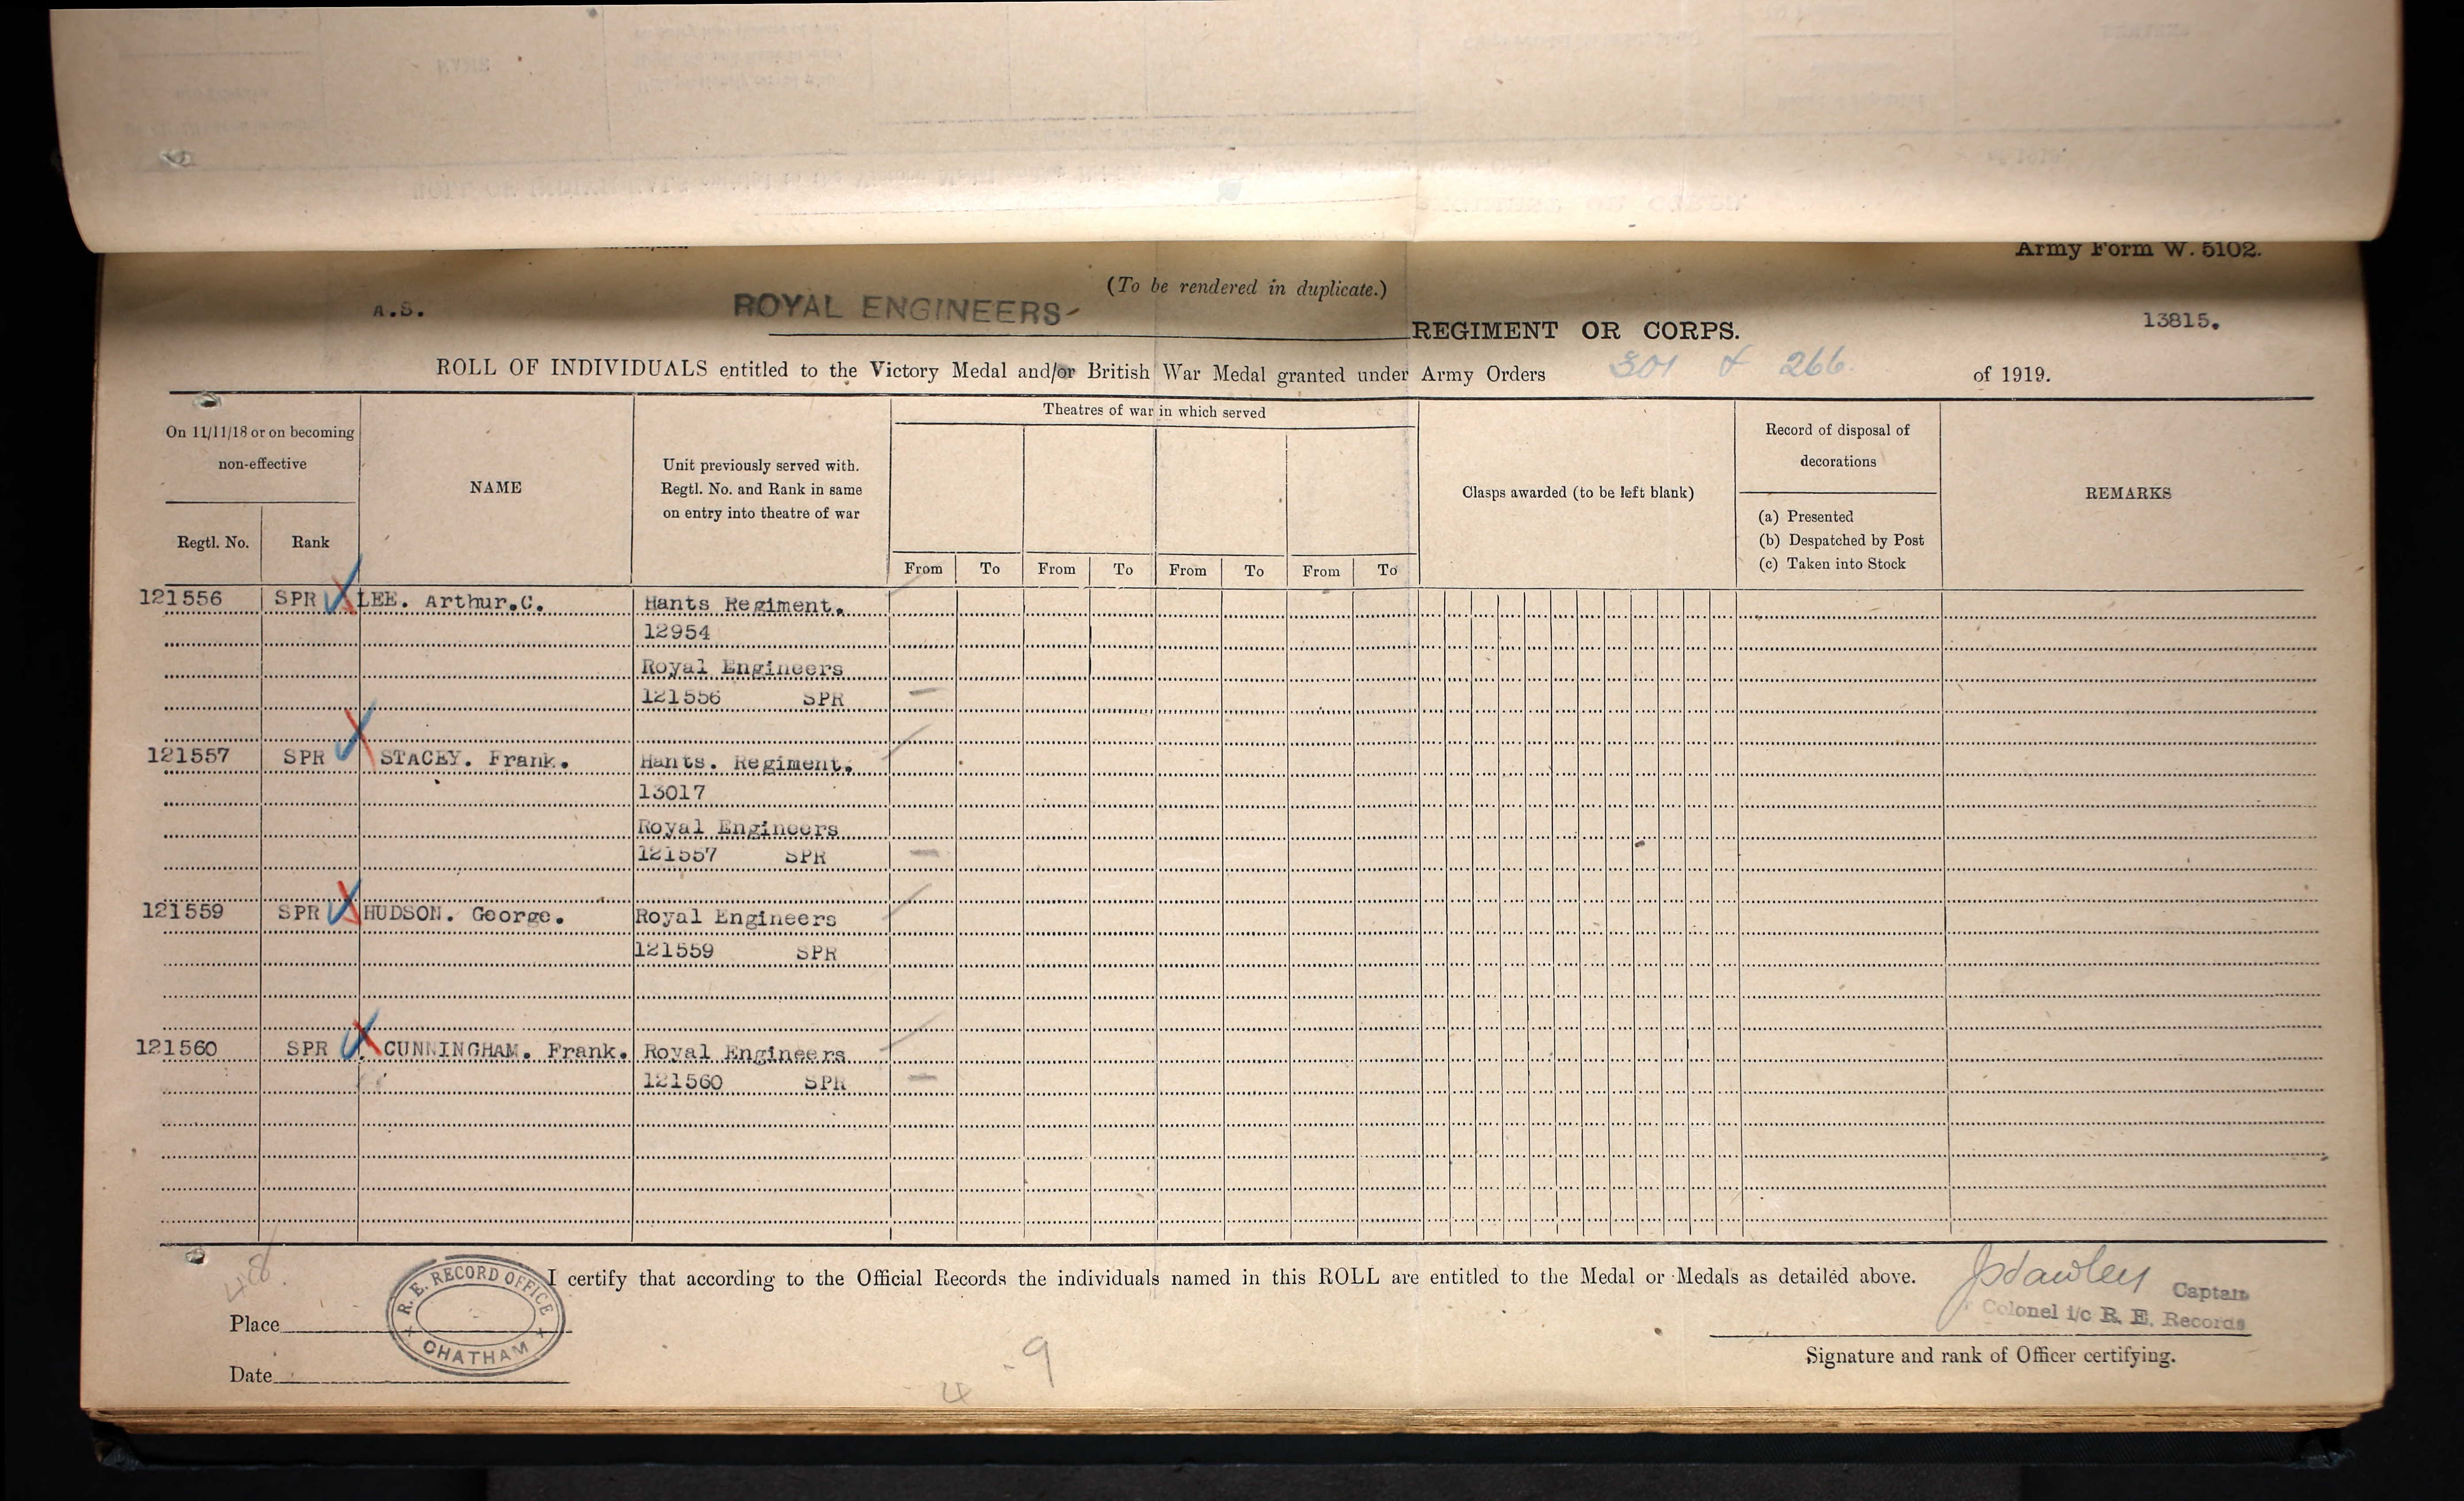 Army Form W. 5102.
(To be rendered in duplicate.)
A.S.
ROYAL ENGINEERS
REGIMENT OR CORPS.
13815.
ROLL OF INDIVIDUALS entitled to the Victory Medal and/or British War Medal granted under Army Orders 301 & 266. of 1919.
On 11/11/18 or on becoming non-effective
Regtl. No.
Rank
NAME
Unit previously served with.
Regtl. No. and Rank in same
on entry into theatre of war
Theatres of war in which served
From To From To From To From To
Clasps awarded (to be left blank)
Record of disposal of
decorations
(a) Presented
(b) Despatched by Post
(c) Taken into Stock
REMARKS
121556 SPR LEE. Arthur.C. Hants Regiment.
12954
Royal Engineers
121556 SPR
121557 SPR STACEY. Frank. Hants. Regiment.
13017
Royal Engineers
121557 SPR
121559 SPR HUDSON. George. Royal Engineers
121559 SPR
121560 SPR CUNNINGHAM. Frank. Royal Engineers
121560 SPR
I certify that according to the Official Records the individuals named in this ROLL are entitled to the Medal or Medals as detailed above.
Captain
Colonel i/c R. E. Records
Signature and rank of Officer certifying.
Place
R. E. RECORD OFFICE
CHATHAM
Date
48
-9
4